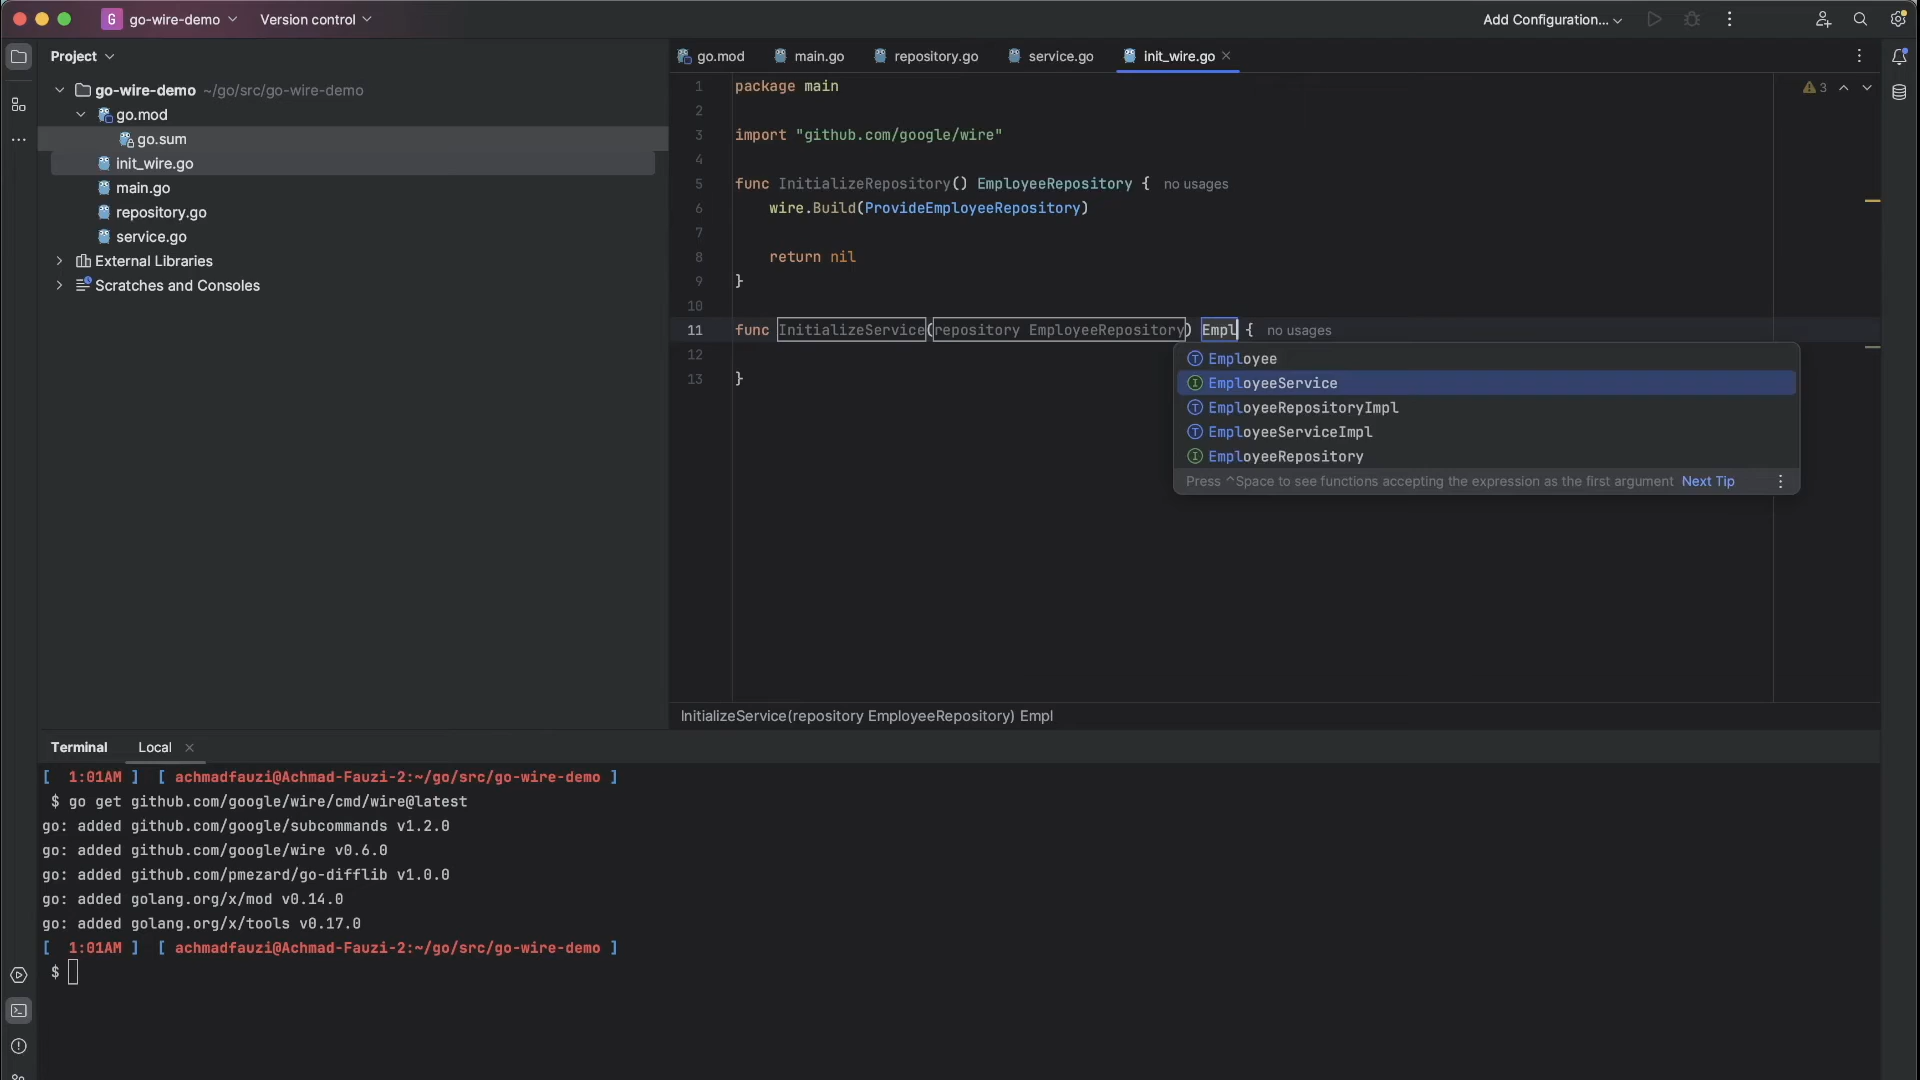 G go-wire-demo Version control Add Configuration...
Project
go-wire-demo ~/go/src/go-wire-demo
go.mod
go.sum
init_wire.go
main.go
repository.go
service.go
External Libraries
Scratches and Consoles
go.mod main.go repository.go service.go init_wire.go
3
1 package main
2
3 import "github.com/google/wire"
4
5 func InitializeRepository() EmployeeRepository { no usages
6 wire.Build(ProvideEmployeeRepository)
7
8 return nil
9 }
10
11 func InitializeService(repository EmployeeRepository) Empl { no usages
12
13 }
T Employee
I EmployeeService
T EmployeeRepositoryImpl
T EmployeeServiceImpl
I EmployeeRepository
Press ^Space to see functions accepting the expression as the first argument Next Tip
InitializeService(repository EmployeeRepository) Empl
Terminal Local
[ 1:01AM ] [ achmadfauzi@Achmad-Fauzi-2:~/go/src/go-wire-demo ]
$ go get github.com/google/wire/cmd/wire@latest
go: added github.com/google/subcommands v1.2.0
go: added github.com/google/wire v0.6.0
go: added github.com/pmezard/go-difflib v1.0.0
go: added golang.org/x/mod v0.14.0
go: added golang.org/x/tools v0.17.0
[ 1:01AM ] [ achmadfauzi@Achmad-Fauzi-2:~/go/src/go-wire-demo ]
$